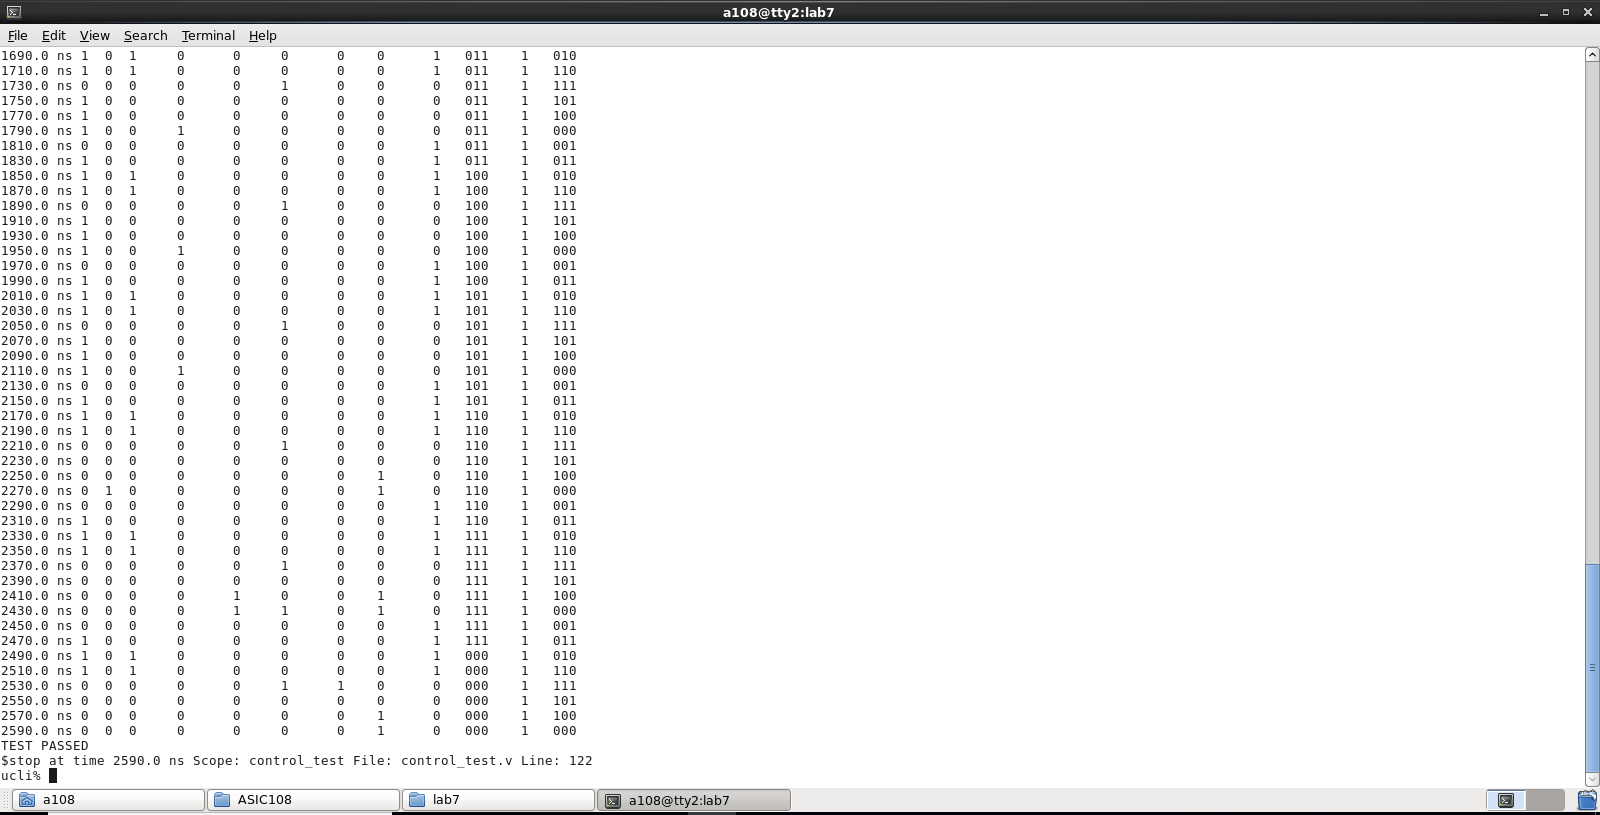 a108@tty2:lab7
File Edit View Search Terminal Help
1690.0 ns 1 0 1 0 0 0 0 0 1 011 1 010
1710.0 ns 1 0 1 0 0 0 0 0 1 011 1 110
1730.0 ns 0 0 0 0 0 1 0 0 0 011 1 111
1750.0 ns 1 0 0 0 0 0 0 0 0 011 1 101
1770.0 ns 1 0 0 0 0 0 0 0 0 011 1 100
1790.0 ns 1 0 0 1 0 0 0 0 0 011 1 000
1810.0 ns 0 0 0 0 0 0 0 0 1 011 1 001
1830.0 ns 1 0 0 0 0 0 0 0 1 011 1 011
1850.0 ns 1 0 1 0 0 0 0 0 1 100 1 010
1870.0 ns 1 0 1 0 0 0 0 0 1 100 1 110
1890.0 ns 0 0 0 0 0 1 0 0 0 100 1 111
1910.0 ns 1 0 0 0 0 0 0 0 0 100 1 101
1930.0 ns 1 0 0 0 0 0 0 0 0 100 1 100
1950.0 ns 1 0 0 1 0 0 0 0 0 100 1 000
1970.0 ns 0 0 0 0 0 0 0 0 1 100 1 001
1990.0 ns 1 0 0 0 0 0 0 0 1 100 1 011
2010.0 ns 1 0 1 0 0 0 0 0 1 101 1 010
2030.0 ns 1 0 1 0 0 0 0 0 1 101 1 110
2050.0 ns 0 0 0 0 0 1 0 0 0 101 1 111
2070.0 ns 1 0 0 0 0 0 0 0 0 101 1 101
2090.0 ns 1 0 0 0 0 0 0 0 0 101 1 100
2110.0 ns 1 0 0 1 0 0 0 0 0 101 1 000
2130.0 ns 0 0 0 0 0 0 0 0 1 101 1 001
2150.0 ns 1 0 0 0 0 0 0 0 1 101 1 011
2170.0 ns 1 0 1 0 0 0 0 0 1 110 1 010
2190.0 ns 1 0 1 0 0 0 0 0 1 110 1 110
2210.0 ns 0 0 0 0 0 1 0 0 0 110 1 111
2230.0 ns 0 0 0 0 0 0 0 0 0 110 1 101
2250.0 ns 0 0 0 0 0 0 0 1 0 110 1 100
2270.0 ns 0 1 0 0 0 0 0 1 0 110 1 000
2290.0 ns 0 0 0 0 0 0 0 0 1 110 1 001
2310.0 ns 1 0 0 0 0 0 0 0 1 110 1 011
2330.0 ns 1 0 1 0 0 0 0 0 1 111 1 010
2350.0 ns 1 0 1 0 0 0 0 0 1 111 1 110
2370.0 ns 0 0 0 0 0 1 0 0 0 111 1 111
2390.0 ns 0 0 0 0 0 0 0 0 0 111 1 101
2410.0 ns 0 0 0 0 1 0 0 1 0 111 1 100
2430.0 ns 0 0 0 0 1 1 0 1 0 111 1 000
2450.0 ns 0 0 0 0 0 0 0 0 1 111 1 001
2470.0 ns 1 0 0 0 0 0 0 0 1 111 1 011
2490.0 ns 1 0 1 0 0 0 0 0 1 000 1 010
2510.0 ns 1 0 1 0 0 0 0 0 1 000 1 110
2530.0 ns 0 0 0 0 0 1 1 0 0 000 1 111
2550.0 ns 0 0 0 0 0 0 0 0 0 000 1 101
2570.0 ns 0 0 0 0 0 0 0 1 0 000 1 100
2590.0 ns 0 0 0 0 0 0 0 1 0 000 1 000
TEST PASSED
$stop at time 2590.0 ns Scope: control_test File: control_test.v Line: 122
ucli%
a108 ASIC108 lab7 a108@tty2:lab7